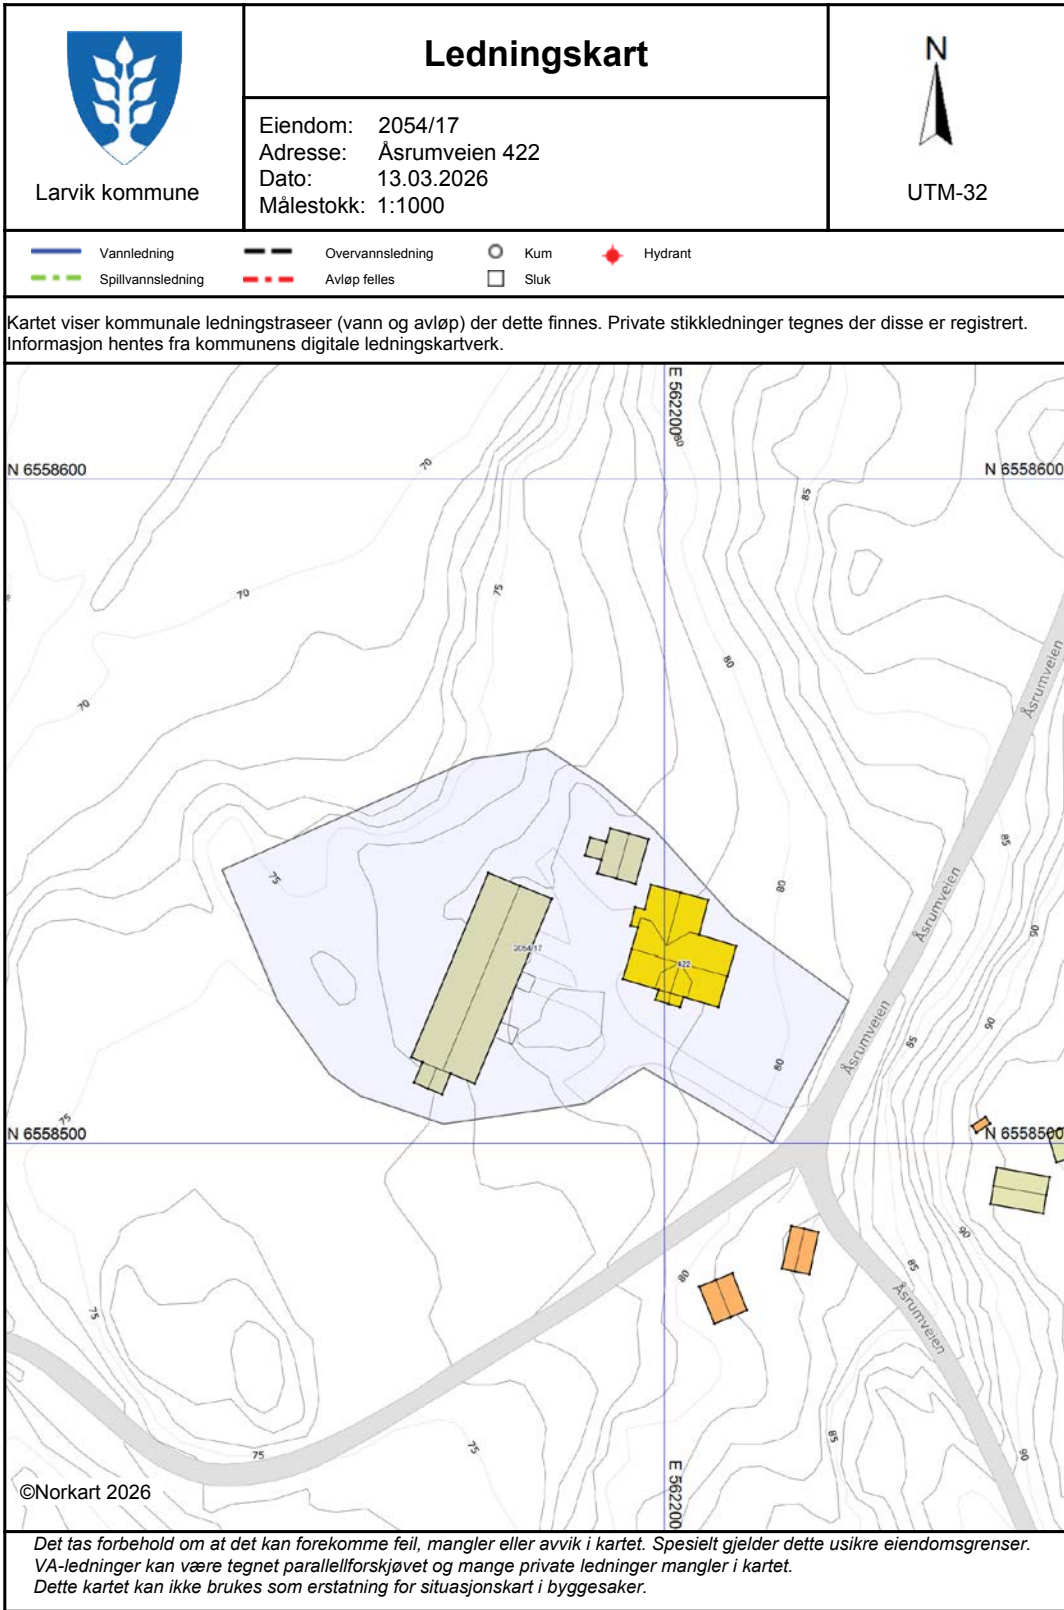 Larvik kommune
Ledningskart
Eiendom: 2054/17
Adresse: Åsrumveien 422
Dato: 13.03.2026
Målestokk: 1:1000
N
UTM-32
Vannledning
Overvannsledning
Kum
Hydrant
Spillvannsledning
Avløp felles
Sluk
Kartet viser kommunale ledningstraseer (vann og avløp) der dette finnes. Private stikkledninger tegnes der disse er registrert.
Informasjon hentes fra kommunens digitale ledningskartverk.
E 562200
80
N 6558600
70
N 6558600
85
75
70
Åsrumveien
80
70
85
Åsrumveien
75
80
90
2054/17
422
Åsrumveien
90
85
80
75
N 6558500
N 6558500
90
80
85
Åsrumveien
75
85
75
75
90
E 562200
©Norkart 2026
Det tas forbehold om at det kan forekomme feil, mangler eller avvik i kartet. Spesielt gjelder dette usikre eiendomsgrenser.
VA-ledninger kan være tegnet parallellforskjøvet og mange private ledninger mangler i kartet.
Dette kartet kan ikke brukes som erstatning for situasjonskart i byggesaker.